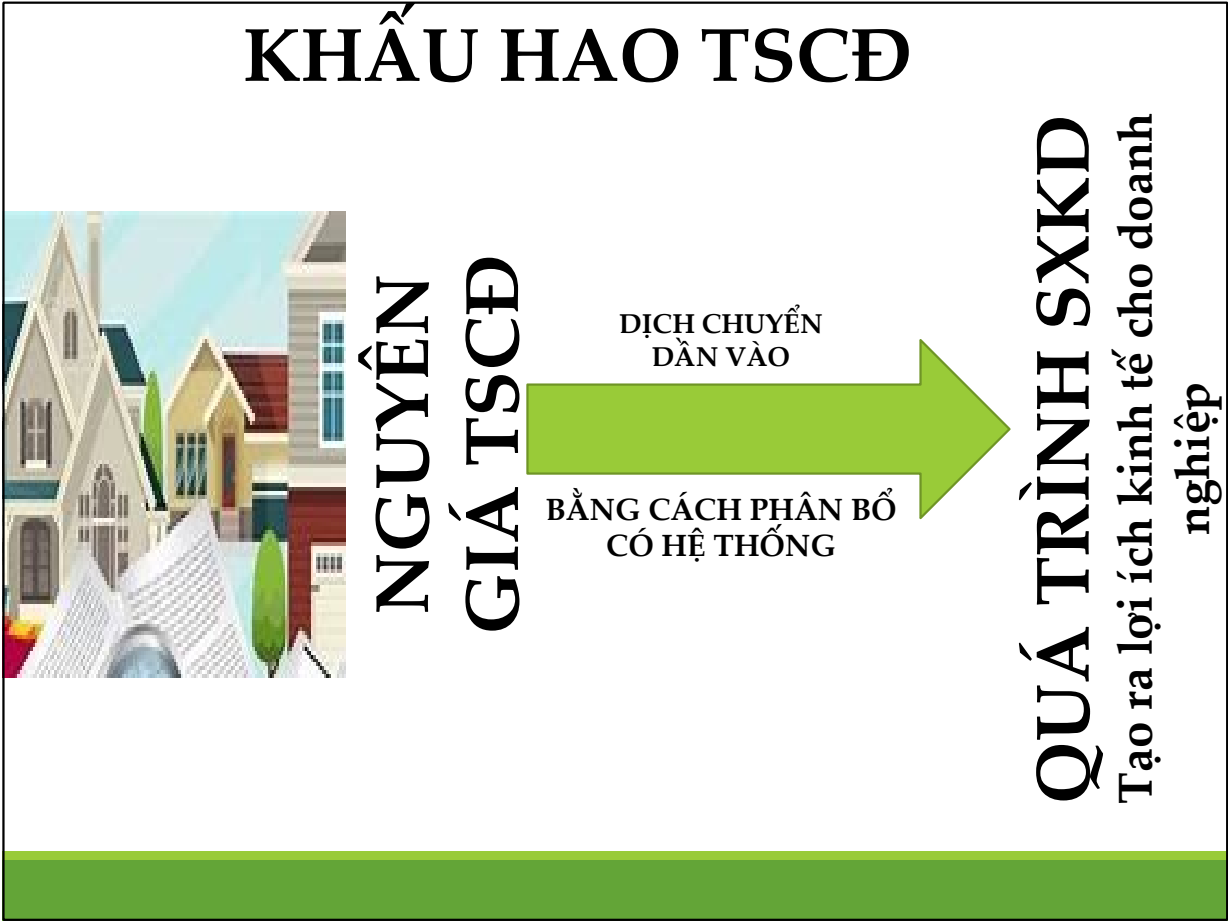 KHẤU HAO TSCĐ
NGUYÊN
GIÁ TSCĐ
DỊCH CHUYỂN
DẦN VÀO
BẰNG CÁCH PHÂN BỔ
CÓ HỆ THỐNG
QUÁ TRÌNH SXKD
Tạo ra lợi ích kinh tế cho doanh
nghiệp